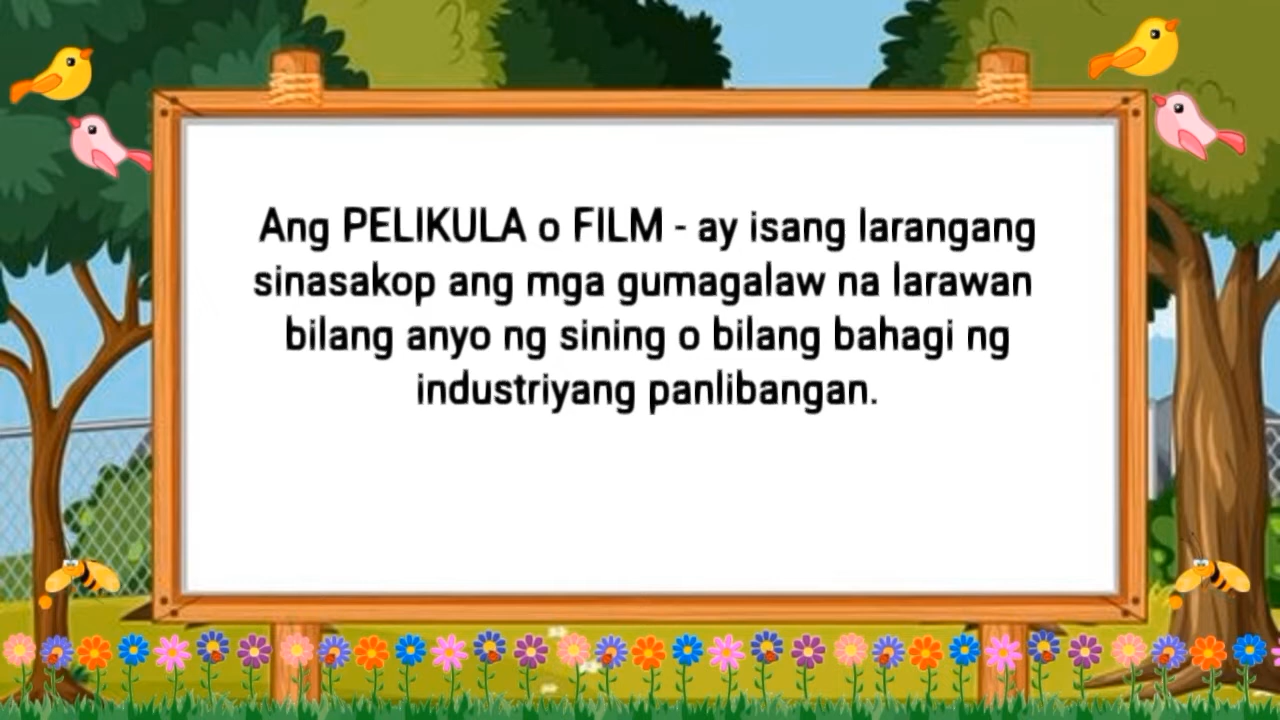 Ang PELIKULA o FILM - ay isang larangang
sinasakop ang mga gumagalaw na larawan
bilang anyo ng sining o bilang bahagi ng
industriyang panlibangan.